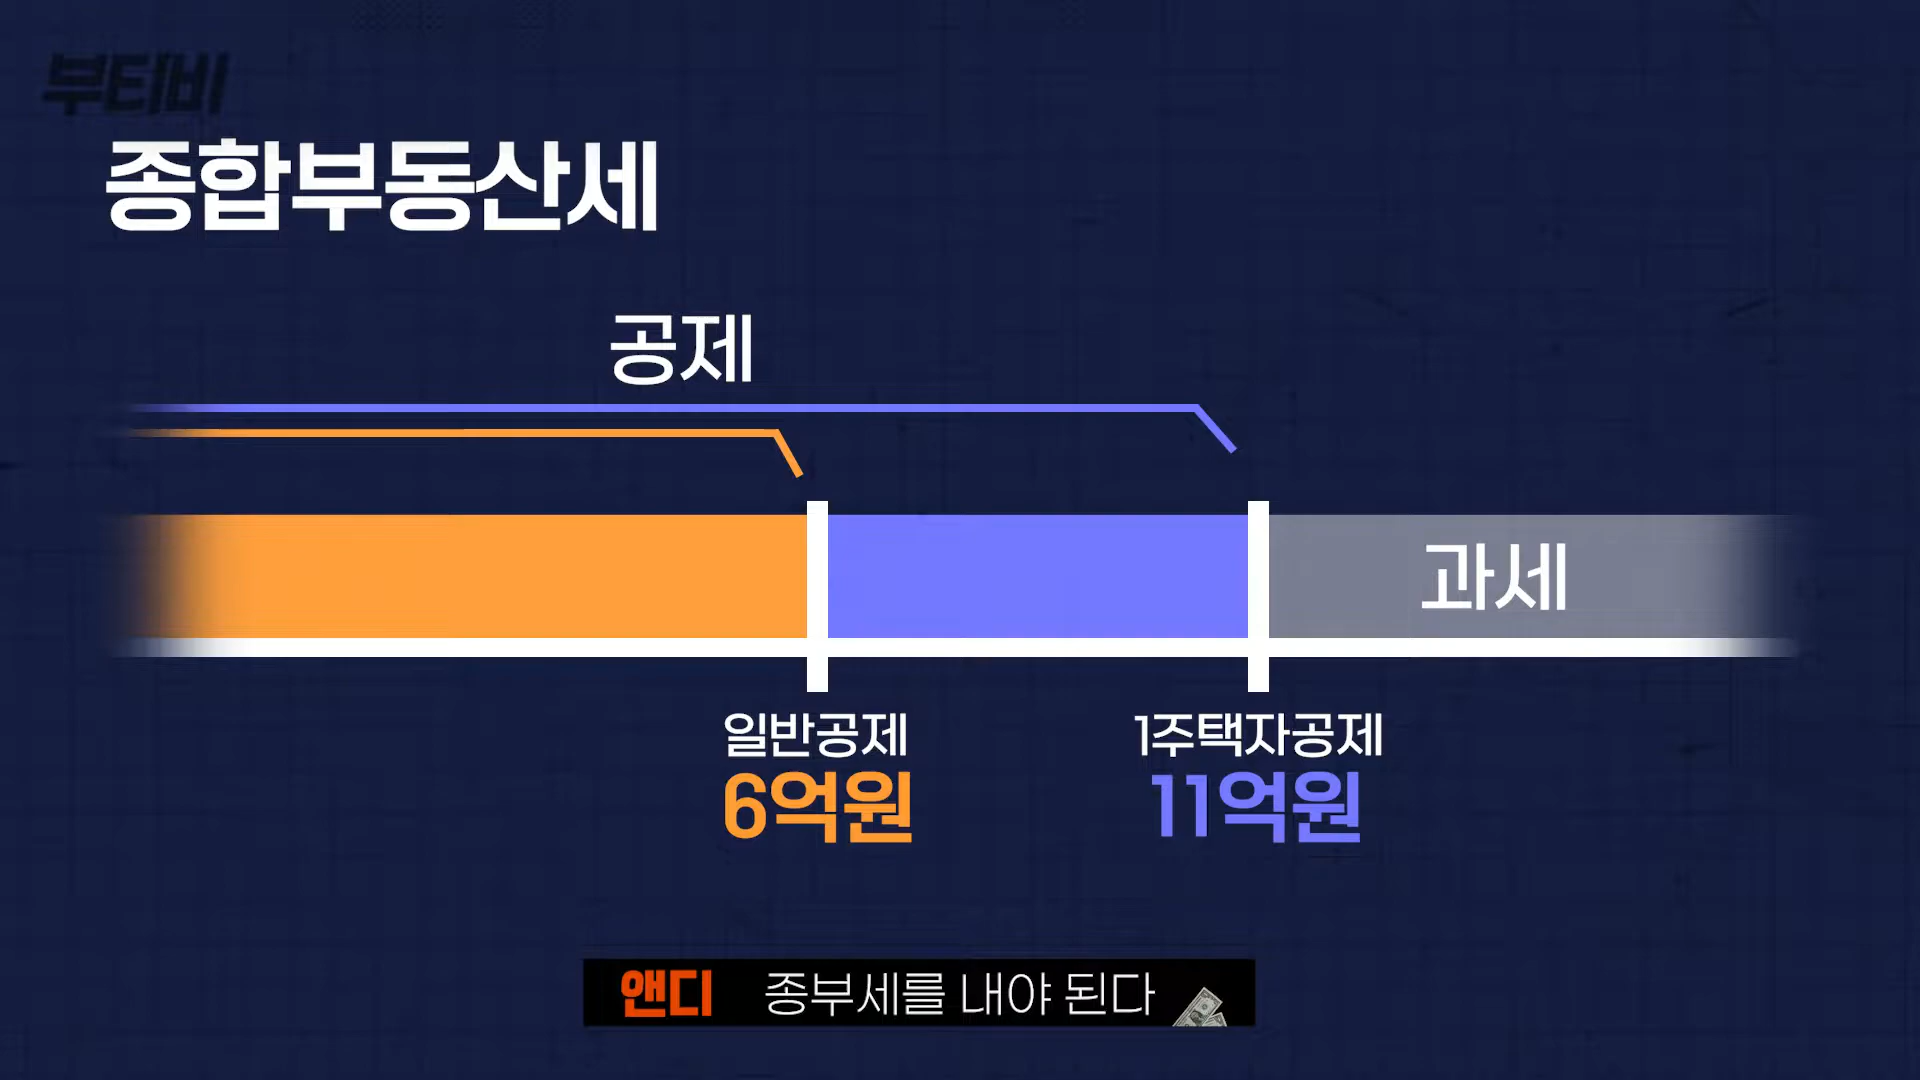 부티비
종합부동산세
공제
과세
일반공제
6억원
1주택자공제
11억원
앤디 종부세를 내야 된다